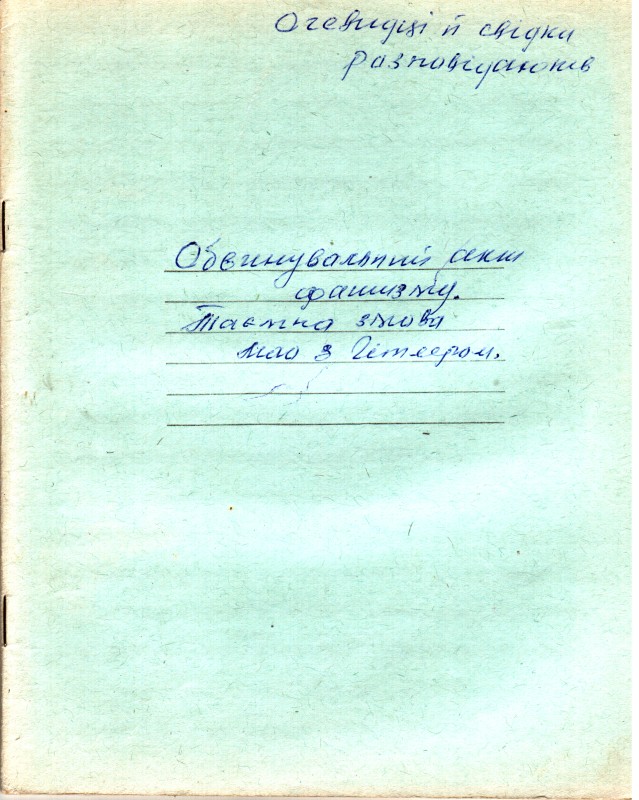 Очевидці й свідки
розповідають
Обвинувальний акт
фашизму.
Таємна змова
Мао з Гітлером.